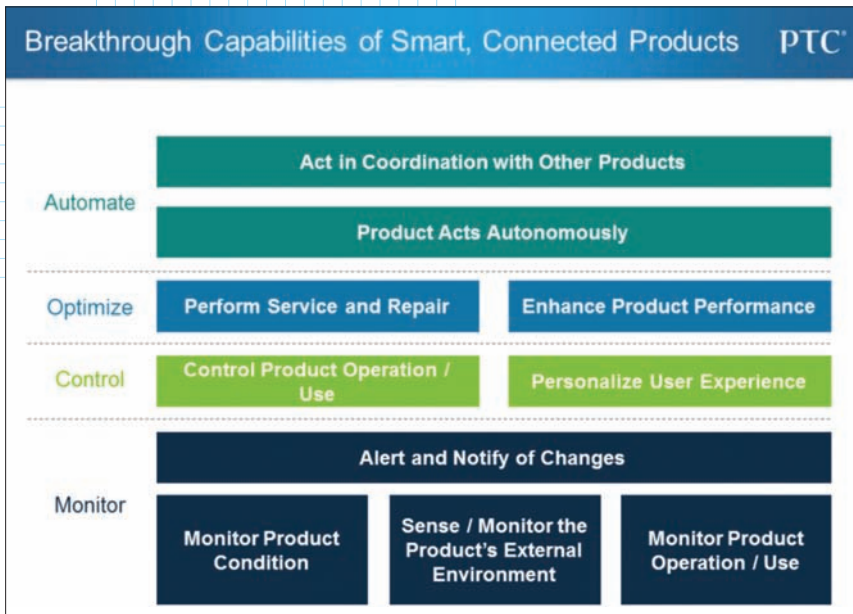 Breakthrough Capabilities of Smart, Connected Products
PTC®
Automate
Act in Coordination with Other Products
Product Acts Autonomously
Optimize
Perform Service and Repair
Enhance Product Performance
Control
Control Product Operation /
Use
Personalize User Experience
Monitor
Alert and Notify of Changes
Monitor Product
Condition
Sense / Monitor the
Product's External
Environment
Monitor Product
Operation / Use